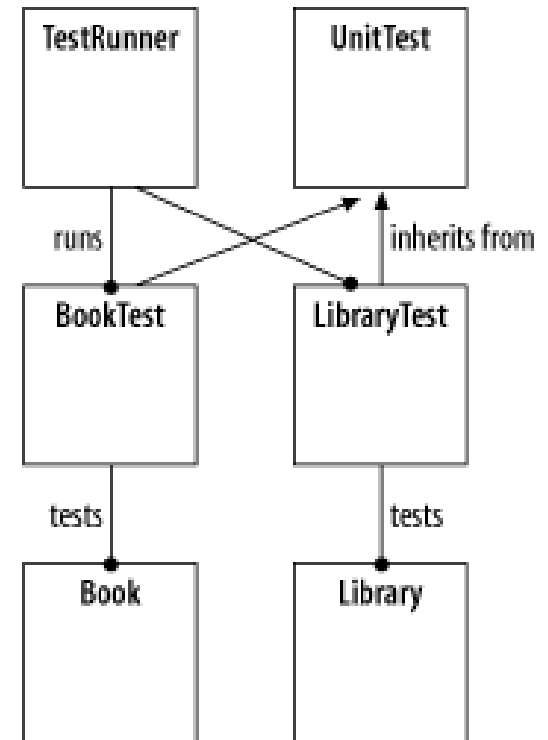 TestRunner
UnitTest
runs
inherits from
BookTest
LibraryTest
tests
tests
Book
Library